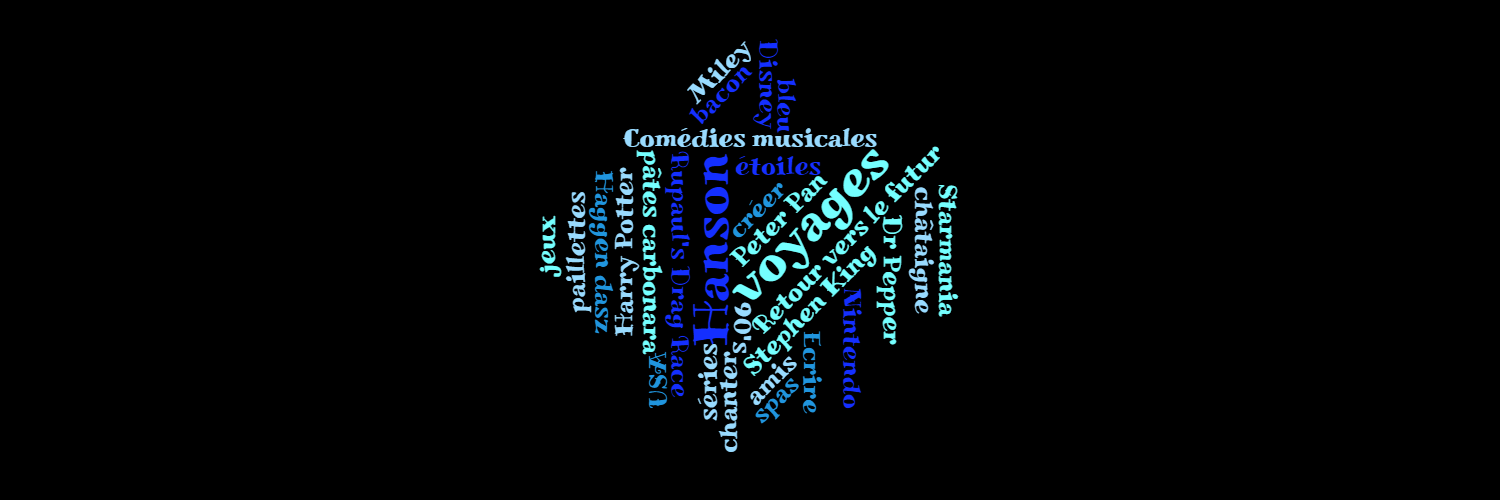 Miley
bacon
Disney
bleu
Comédies musicales
étoiles
jeux
paillettes
Haggen dasz
Harry Potter
pâtes carbonara
USA
Rupaul's Drag Race
Hanson
créer
Peter Pan
voyages
Retour vers le futur
Stephen King
90's
séries
chanter
amis
spas
Ecrire
Nintendo
Dr Pepper
châtaigne
Starmania